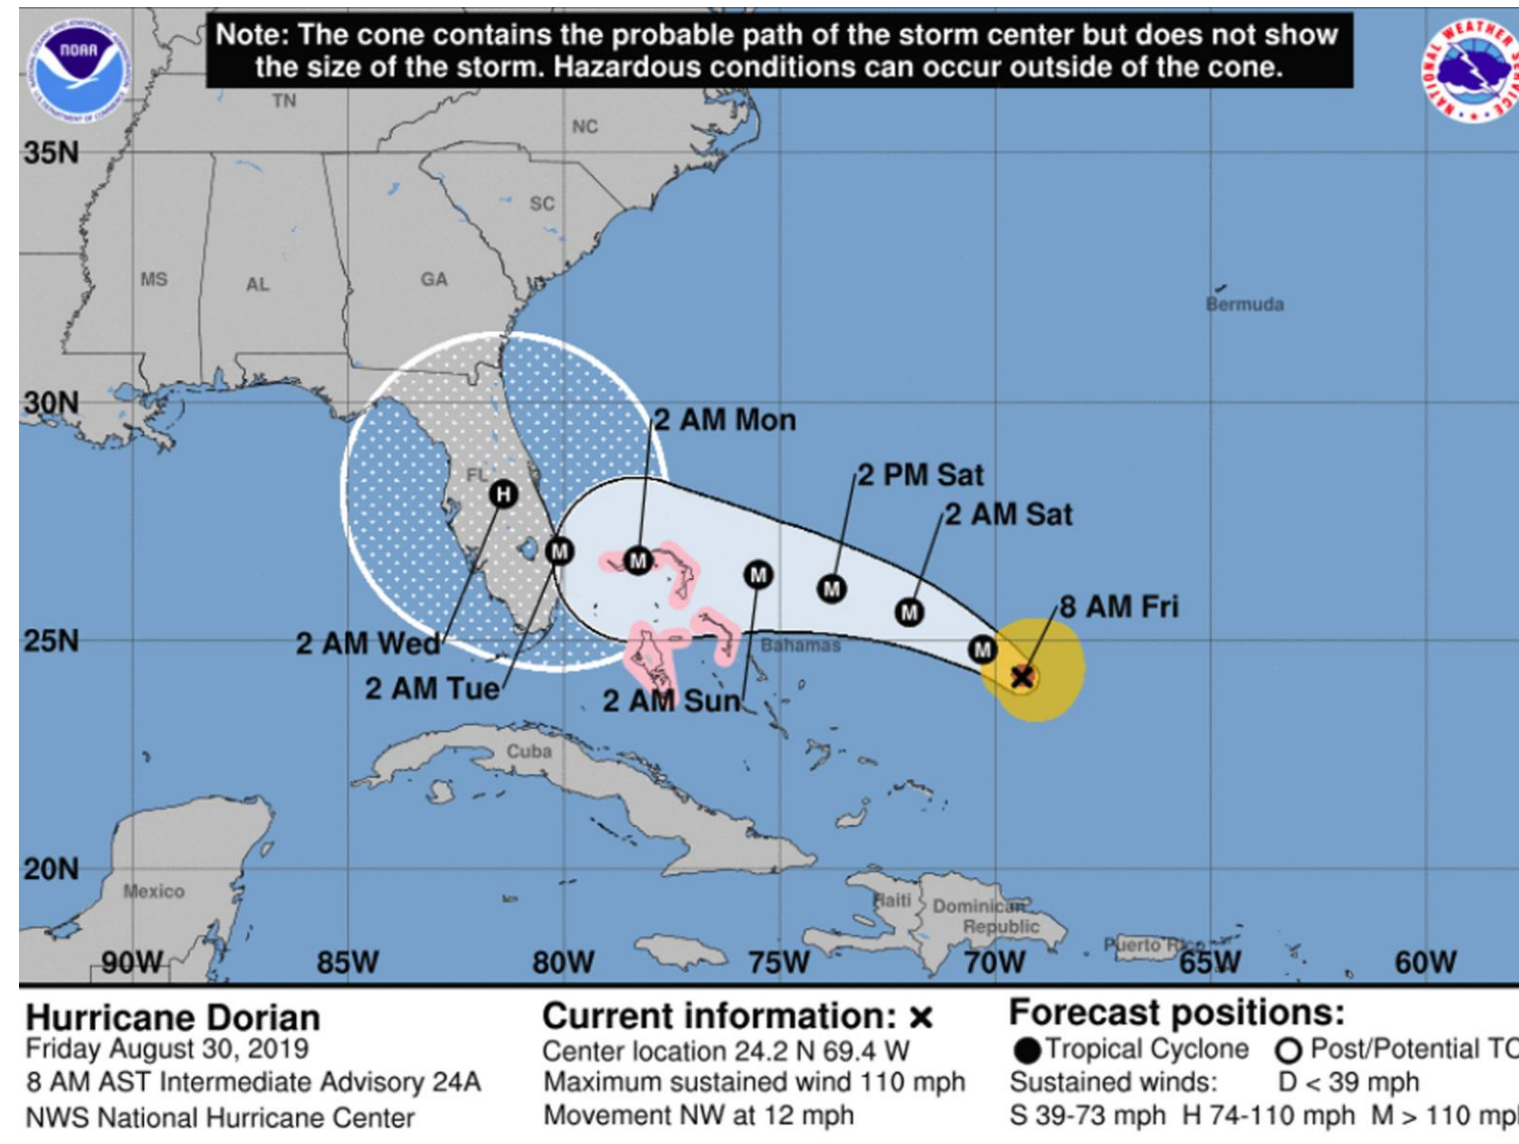 Note: The cone contains the probable path of the storm center but does not show
the size of the storm. Hazardous conditions can occur outside of the cone.
NOAA
NATIONAL WEATHER SERVICE
TN
NC
35N
SC
MS
AL
GA
Bermuda
30N
2 AM Mon
2 PM Sat
FL
H
2 AM Sat
M
M
M
M
M
8 AM Fri
25N
2 AM Wed
Bahamas
M
2 AM Tue
2 AM Sun
Cuba
20N
Mexico
Haiti
Dominican
Republic
Puerto Rico
90W
85W
80W
75W
70W
65W
60W
Hurricane Dorian
Friday August 30, 2019
8 AM AST Intermediate Advisory 24A
NWS National Hurricane Center
Current information: ×
Center location 24.2 N 69.4 W
Maximum sustained wind 110 mph
Movement NW at 12 mph
Forecast positions:
Tropical Cyclone
Post/Potential TC
Sustained winds: D < 39 mph
S 39-73 mph H 74-110 mph M > 110 mph